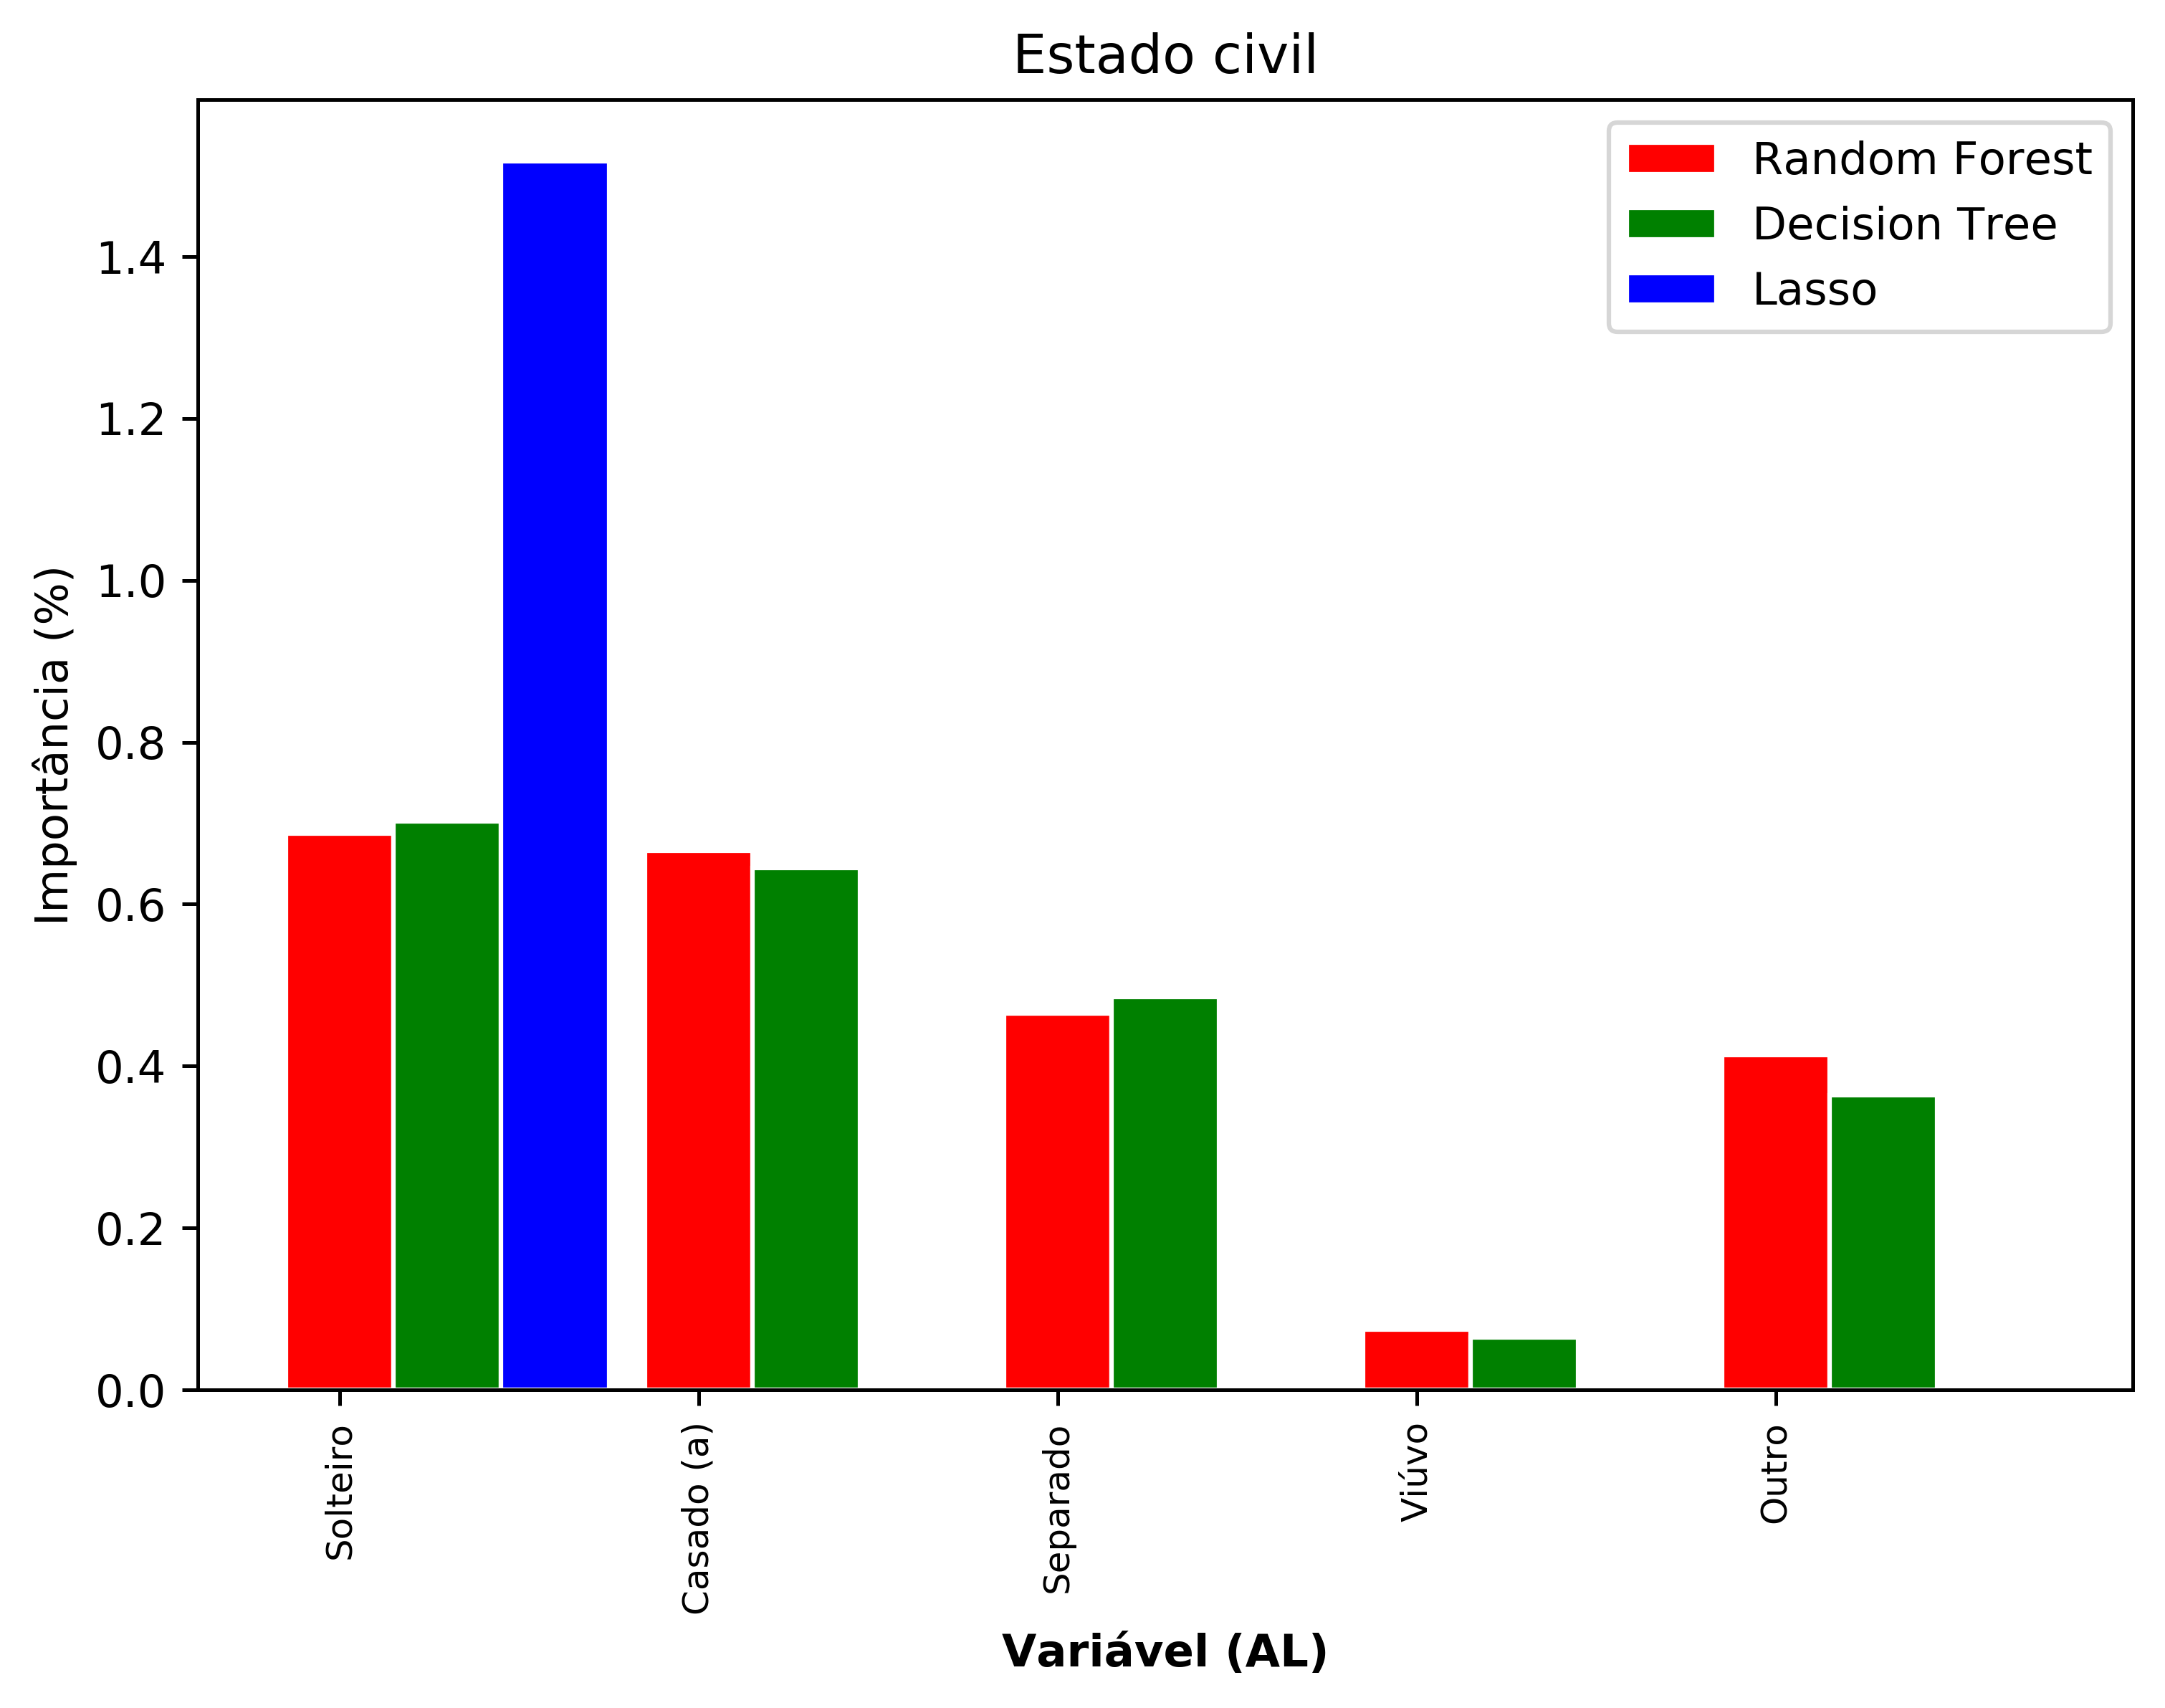 Estado civil
Random Forest
Decision Tree
Lasso
Importância (%)
1.4
1.2
1.0
0.8
0.6
0.4
0.2
0.0
Solteiro
Casado (a)
Separado
Viúvo
Outro
Variável (AL)